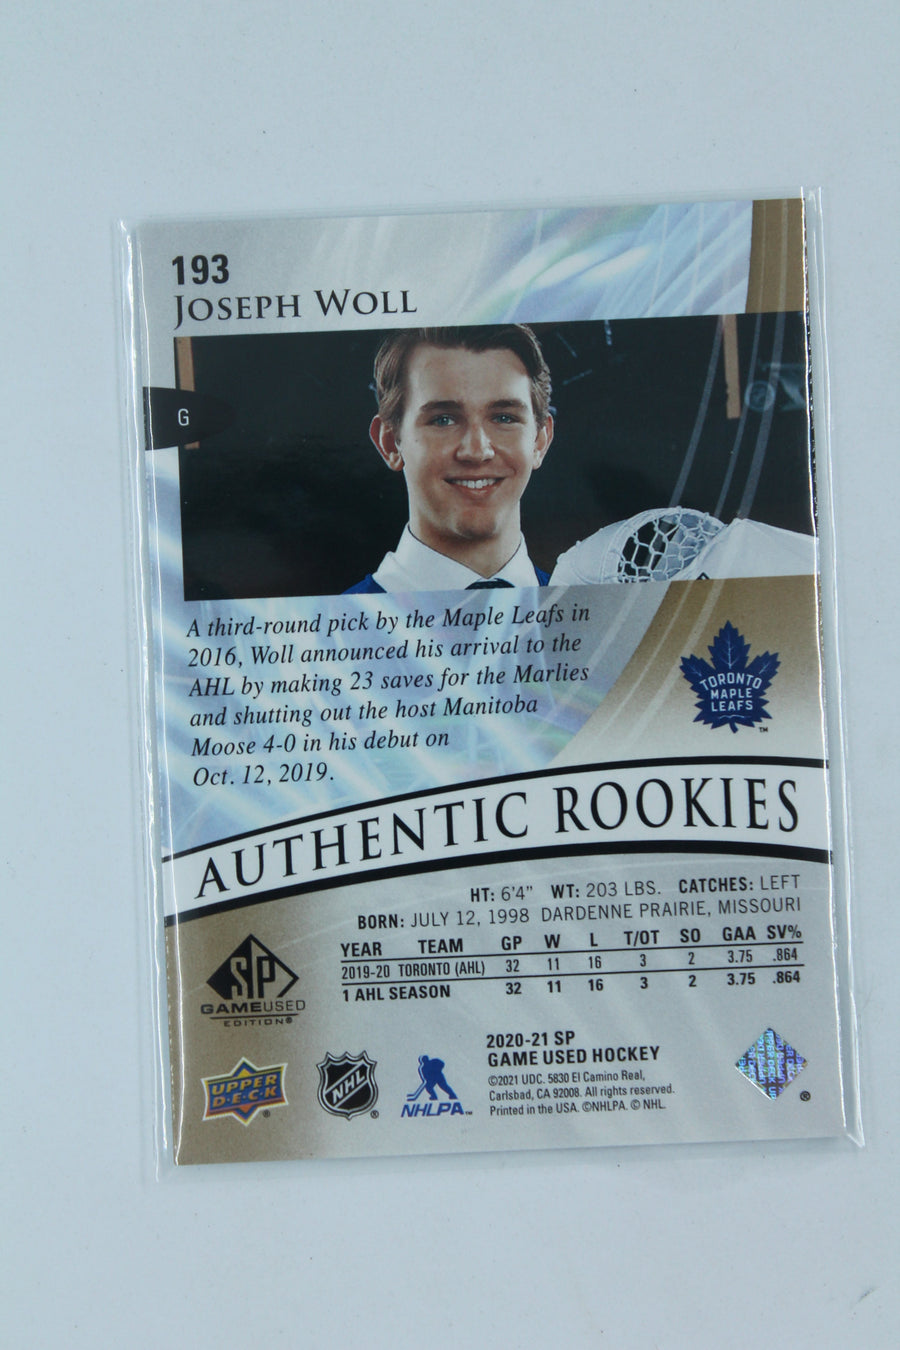 193
JOSEPH WOLL
G
A third-round pick by the Maple Leafs in
2016, Woll announced his arrival to the
AHL by making 23 saves for the Marlies
and shutting out the host Manitoba
Moose 4-0 in his debut on
Oct. 12, 2019.
TORONTO
MAPLE
LEAFS
™
AUTHENTIC ROOKIES
HT: 6'4" WT: 203 LBS. CATCHES: LEFT
BORN: JULY 12, 1998 DARDENNE PRAIRIE, MISSOURI
YEAR TEAM GP W L T/OT SO GAA SV%
2019-20 TORONTO (AHL) 32 11 16 3 2 3.75 .864
1 AHL SEASON 32 11 16 3 2 3.75 .864
SP
GAMEUSED
EDITION®
2020-21 SP
GAME USED HOCKEY
©2021 UDC. 5830 El Camino Real,
Carlsbad, CA 92008. All rights reserved.
Printed in the USA. ©NHLPA. © NHL.
UPPER
DECK®
NHL®
NHLPA™
®